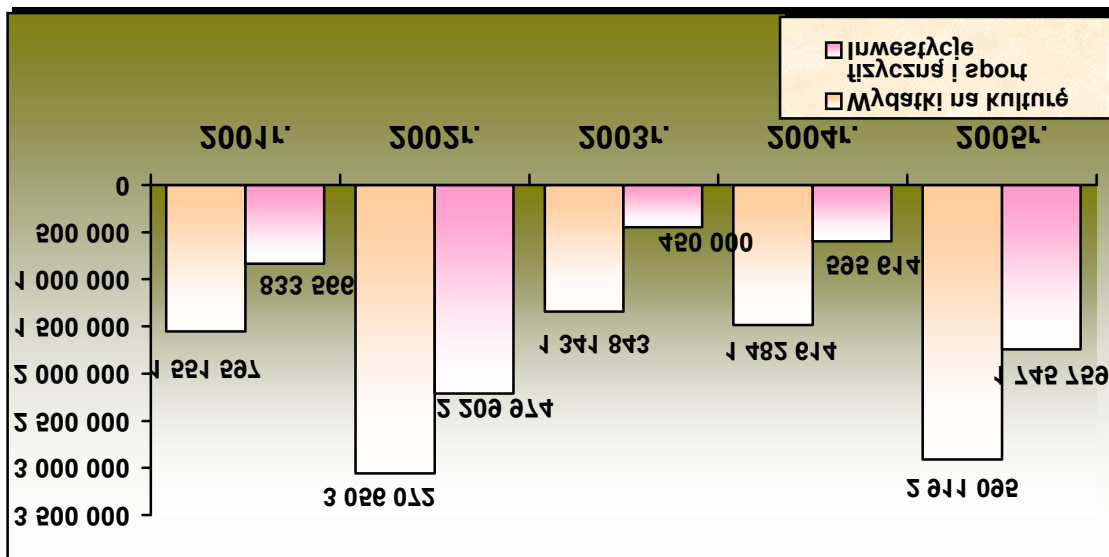 3 500 000
3 000 000
2 500 000
2 000 000
1 500 000
1 000 000
500 000
0
1 551 597
833 566
3 056 072
2 209 974
1 341 843
450 000
1 482 614
595 614
2 911 095
1 745 759
2001r.
2002r.
2003r.
2004r.
2005r.
Wydatki na kulturę
fizyczną i sport
Inwestycje